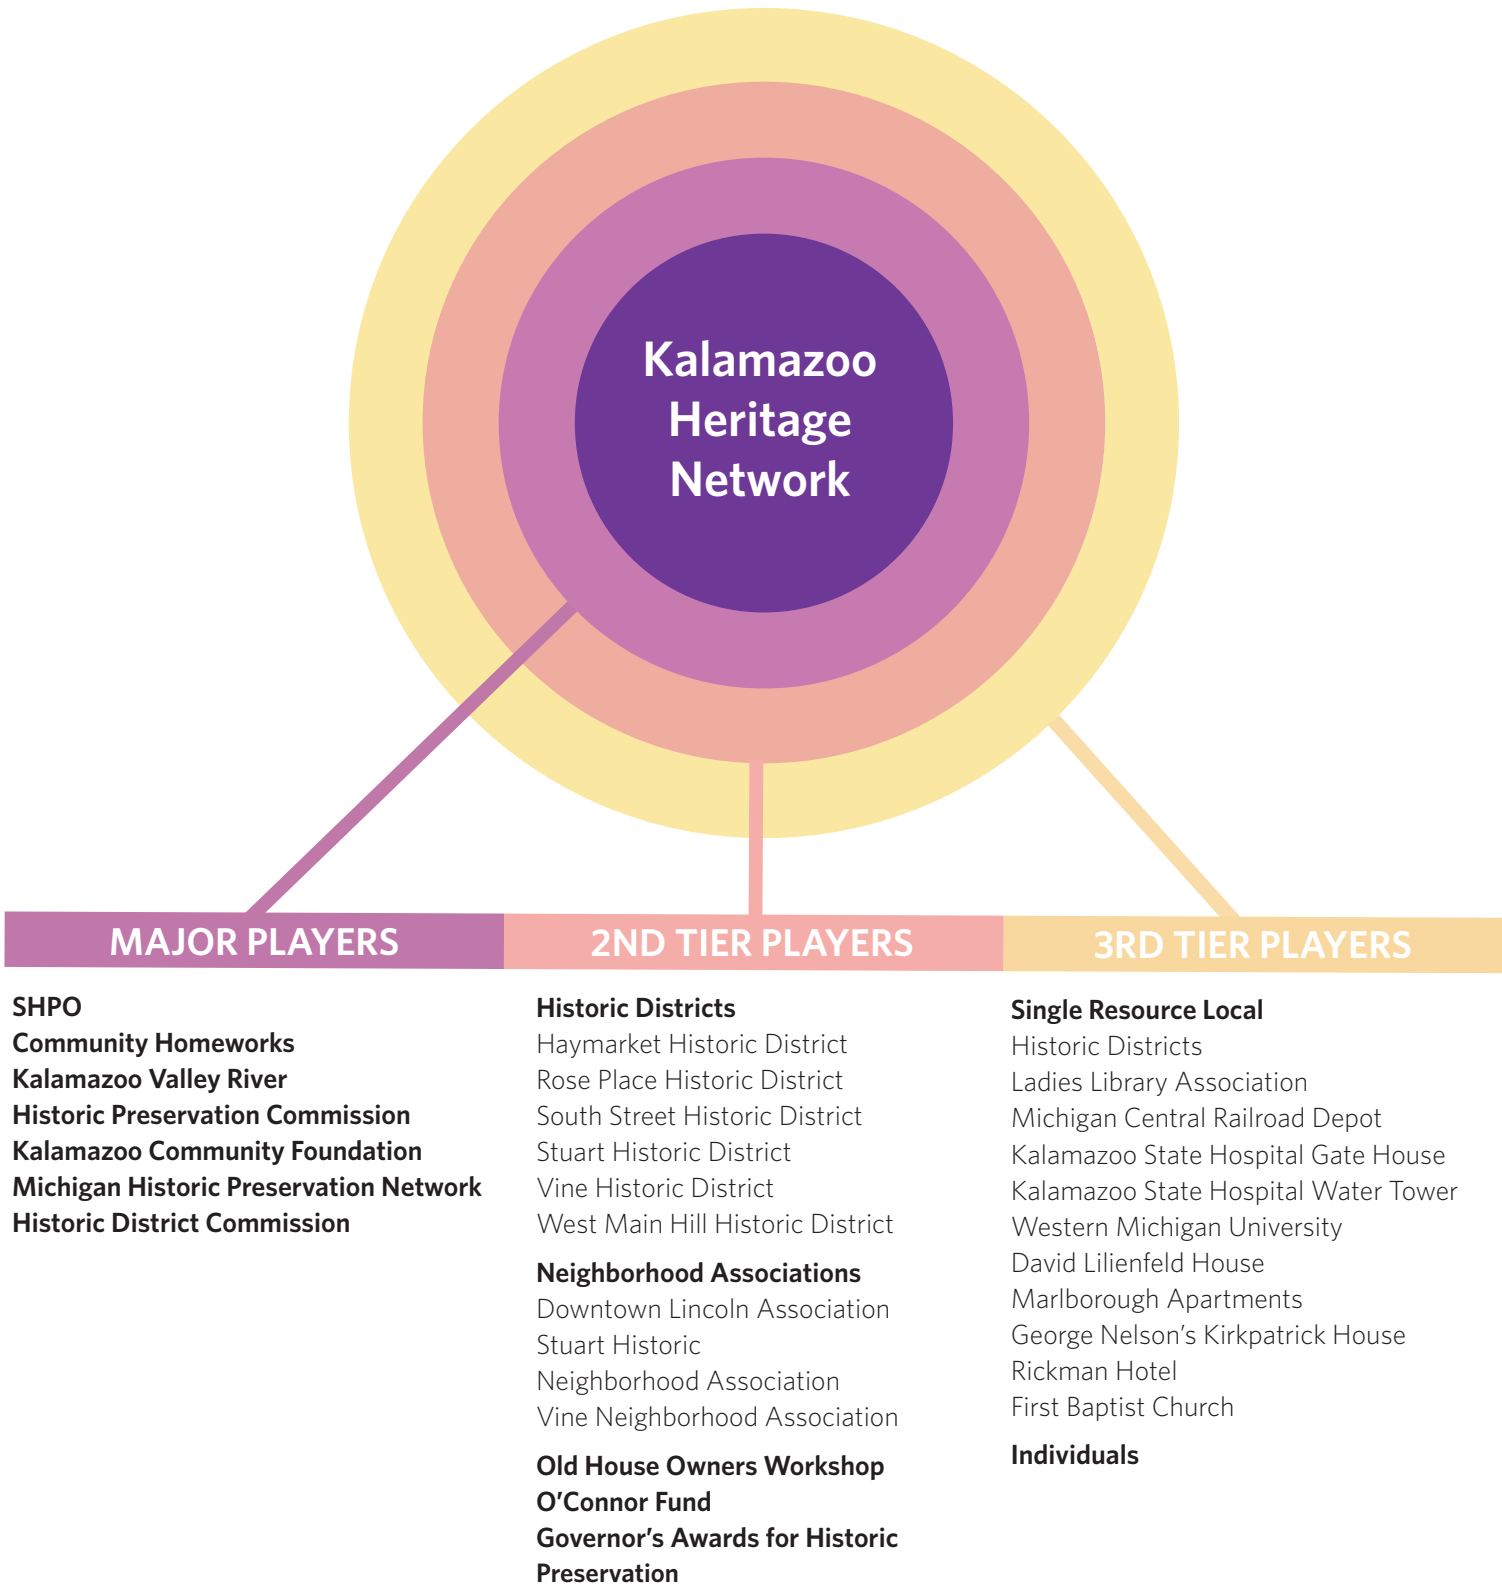 Kalamazoo
Heritage
Network
MAJOR PLAYERS
SHPO
Community Homeworks
Kalamazoo Valley River
Historic Preservation Commission
Kalamazoo Community Foundation
Michigan Historic Preservation Network
Historic District Commission
2ND TIER PLAYERS
Historic Districts
Haymarket Historic District
Rose Place Historic District
South Street Historic District
Stuart Historic District
Vine Historic District
West Main Hill Historic District
Neighborhood Associations
Downtown Lincoln Association
Stuart Historic
Neighborhood Association
Vine Neighborhood Association
Old House Owners Workshop
O’Connor Fund
Governor’s Awards for Historic
Preservation
3RD TIER PLAYERS
Single Resource Local
Historic Districts
Ladies Library Association
Michigan Central Railroad Depot
Kalamazoo State Hospital Gate House
Kalamazoo State Hospital Water Tower
Western Michigan University
David Lilienfeld House
Marlborough Apartments
George Nelson’s Kirkpatrick House
Rickman Hotel
First Baptist Church
Individuals